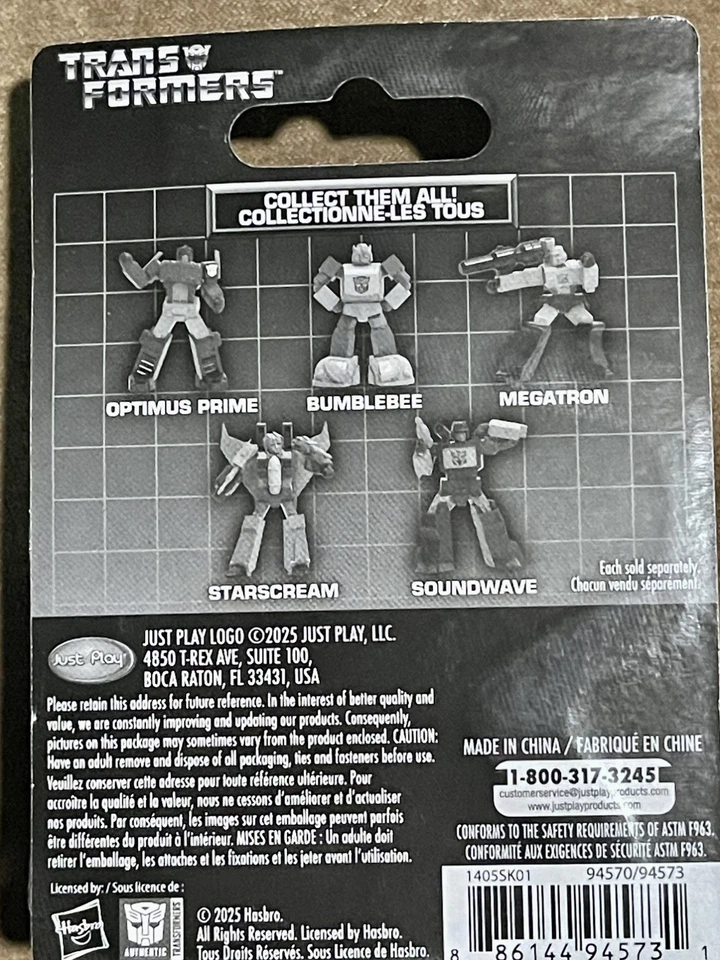 TRANSFORMERS™
COLLECT THEM ALL!
COLLECTIONNE-LES TOUS
OPTIMUS PRIME
BUMBLEBEE
MEGATRON
STARSCREAM
SOUNDWAVE
Each sold separately.
Chacun vendu séparément.
Just Play®
JUST PLAY LOGO ©2025 JUST PLAY, LLC.
4850 T-REX AVE, SUITE 100,
BOCA RATON, FL 33431, USA
Please retain this address for future reference. In the interest of better quality and
value, we are constantly improving and updating our products. Consequently,
pictures on this package may sometimes vary from the product enclosed. CAUTION:
Have an adult remove and dispose of all packaging, ties and fasteners before use.
Veuillez conserver cette adresse pour toute référence ultérieure. Pour
accroître la qualité et la valeur, nous ne cessons d'améliorer et d'actualiser
nos produits. Par conséquent, les images sur cet emballage peuvent parfois
être différentes du produit à l'intérieur. MISES EN GARDE : Un adulte doit
retirer l'emballage, les attaches et les fixations et les jeter avant l'utilisation.
MADE IN CHINA / FABRIQUÉ EN CHINE
1-800-317-3245
customerservice@justplayproducts.com
www.justplayproducts.com
CONFORMS TO THE SAFETY REQUIREMENTS OF ASTM F963.
CONFORMITÉ AUX EXIGENCES DE SÉCURITÉ ASTM F963.
Licensed by: / Sous licence de :
Hasbro
AUTHENTIC
TRANSFORMERS
© 2025 Hasbro.
All Rights Reserved. Licensed by Hasbro.
Tous Droits Réservés. Sous Licence de Hasbro.
1405SK01 94570/94573
8 86144 94573 1